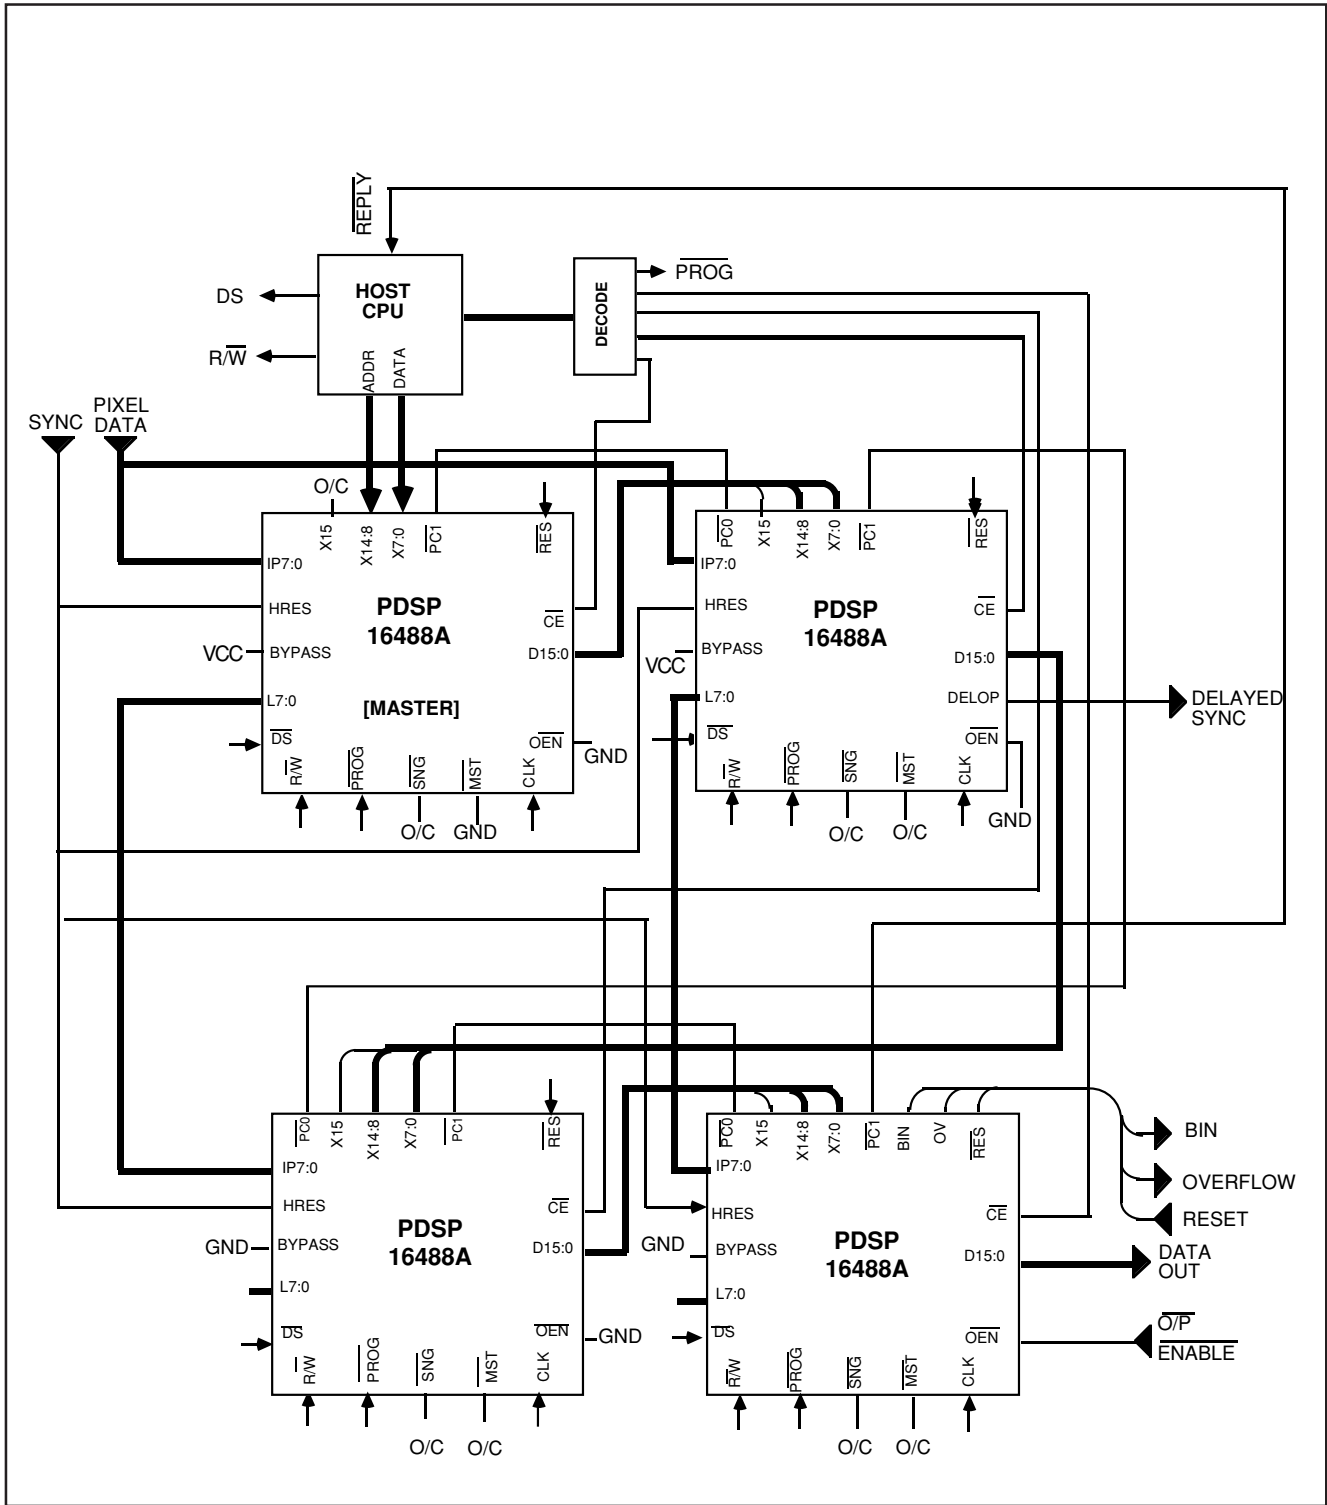 REPLY
HOST
CPU
ADDR
DATA
DS
R/W
DECODE
PROG
SYNC
PIXEL
DATA
O/C
X15
X14:8
X7:0
PC1
RES
IP7:0
HRES
VCC
BYPASS
L7:0
DS
R/W
PROG
SNG
MST
CLK
PDSP
16488A
[MASTER]
CE
D15:0
OEN
GND
O/C
GND
PC0
X15
X14:8
X7:0
PC1
RES
IP7:0
HRES
VCC
BYPASS
L7:0
DS
R/W
PROG
SNG
MST
CLK
PDSP
16488A
CE
D15:0
DELOP
OEN
DELAYED
SYNC
O/C
O/C
GND
PC0
X15
X14:8
X7:0
PC1
RES
IP7:0
HRES
GND
BYPASS
L7:0
DS
R/W
PROG
SNG
MST
CLK
PDSP
16488A
CE
D15:0
OEN
GND
O/C
O/C
PC0
X15
X14:8
X7:0
PC1
BIN
OV
RES
IP7:0
HRES
GND
BYPASS
L7:0
DS
R/W
PROG
SNG
MST
CLK
PDSP
16488A
CE
D15:0
OEN
BIN
OVERFLOW
RESET
DATA
OUT
O/P
ENABLE
O/C
O/C